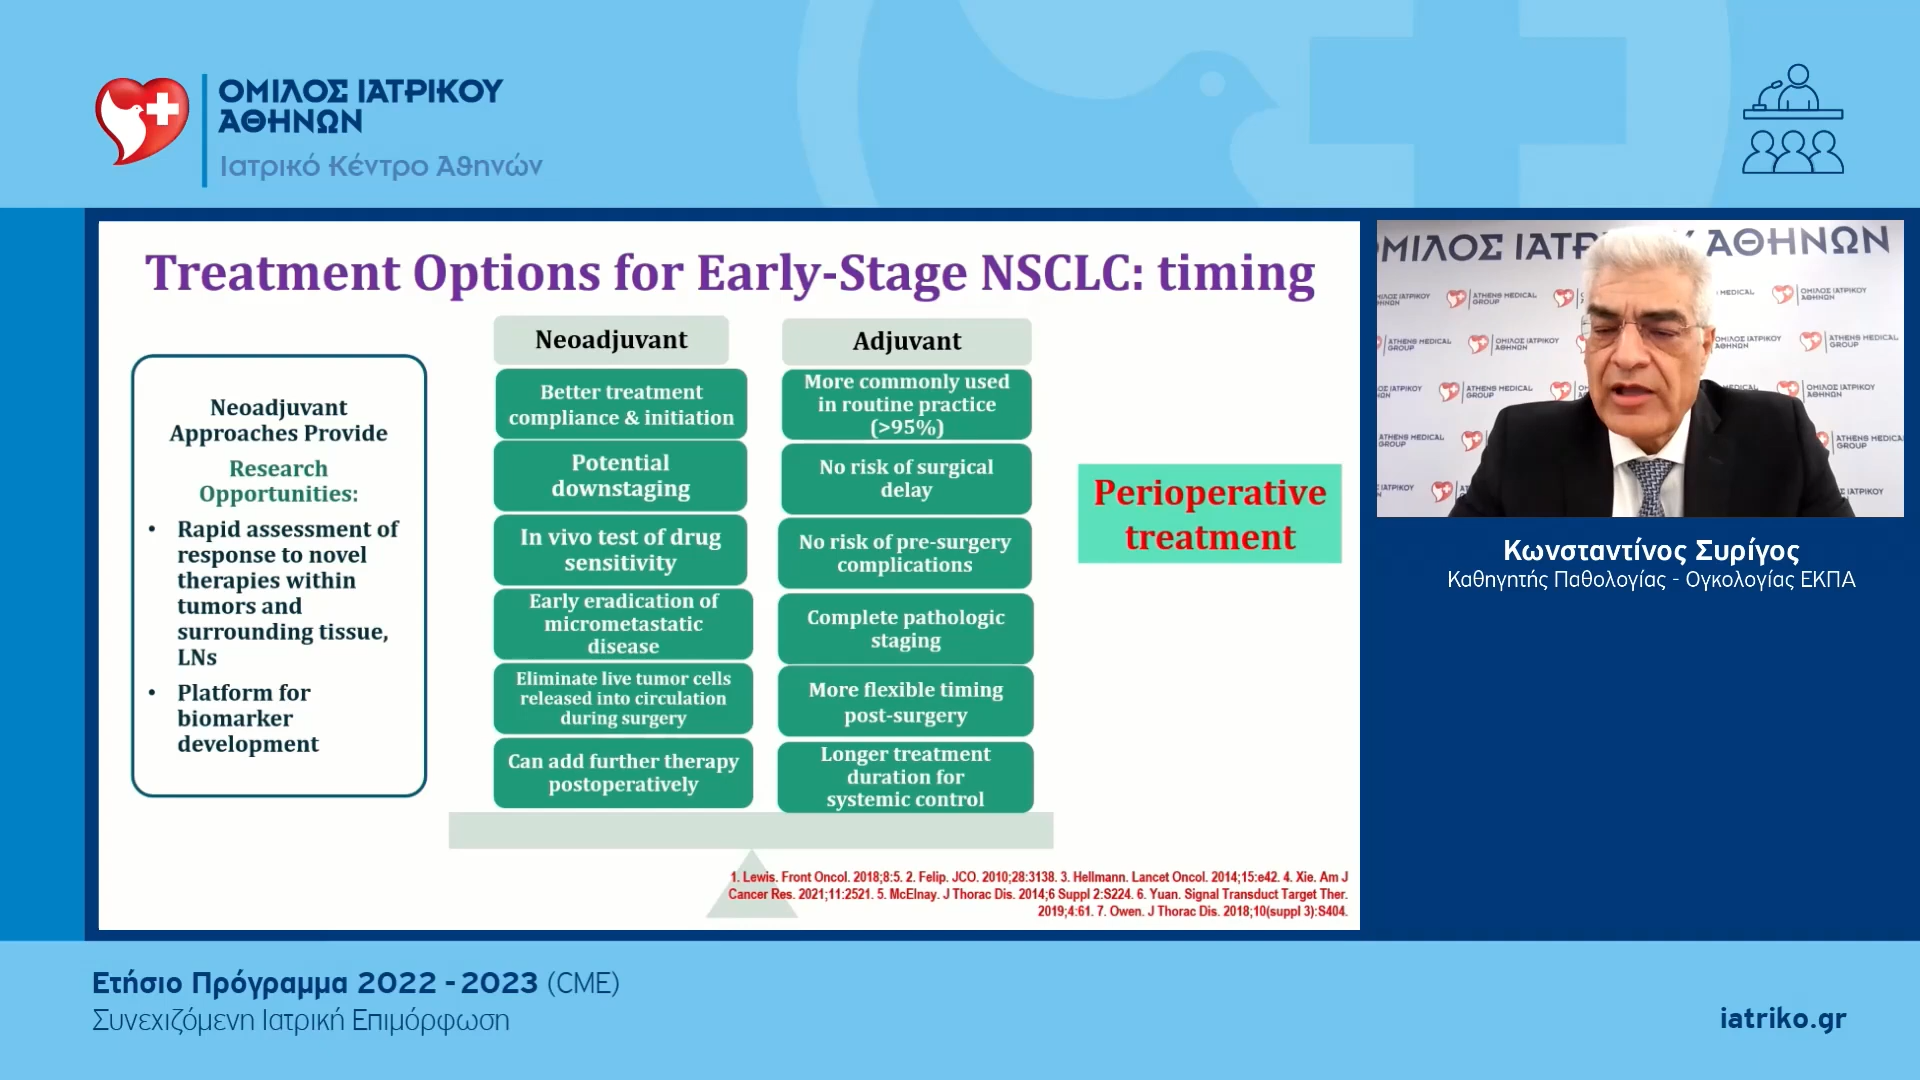 ΟΜΙΛΟΣ ΙΑΤΡΙΚΟΥ
ΑΘΗΝΩΝ
Ιατρικό Κέντρο Αθηνών
Treatment Options for Early-Stage NSCLC: timing
Neoadjuvant
Approaches Provide
Research
Opportunities:
• Rapid assessment of
response to novel
therapies within
tumors and
surrounding tissue,
LNs
• Platform for
biomarker
development
Neoadjuvant
Better treatment
compliance & initiation
Potential
downstaging
In vivo test of drug
sensitivity
Early eradication of
micrometastatic
disease
Eliminate live tumor cells
released into circulation
during surgery
Can add further therapy
postoperatively
Adjuvant
More commonly used
in routine practice
(>95%)
No risk of surgical
delay
No risk of pre-surgery
complications
Complete pathologic
staging
More flexible timing
post-surgery
Longer treatment
duration for
systemic control
Perioperative
treatment
1. Lewis. Front Oncol. 2018;8:5. 2. Felip. JCO. 2010;28:3138. 3. Hellmann. Lancet Oncol. 2014;15:e42. 4. Xie. Am J
Cancer Res. 2021;11:2521. 5. McElnay. J Thorac Dis. 2014;6 Suppl 2:S224. 6. Yuan. Signal Transduct Target Ther.
2019;4:61. 7. Owen. J Thorac Dis. 2018;10(suppl 3):S404.
ΑΘΗΝΩΝ
ATHENS MEDICAL
GROUP
ΟΜΙΛΟΣ ΙΑΤΡΙΚΟΥ
ΑΘΗΝΩΝ
Κωνσταντίνος Συρίγος
Καθηγητής Παθολογίας - Ογκολογίας ΕΚΠΑ
Ετήσιο Πρόγραμμα 2022 - 2023 (CME)
Συνεχιζόμενη Ιατρική Επιμόρφωση
iatriko.gr